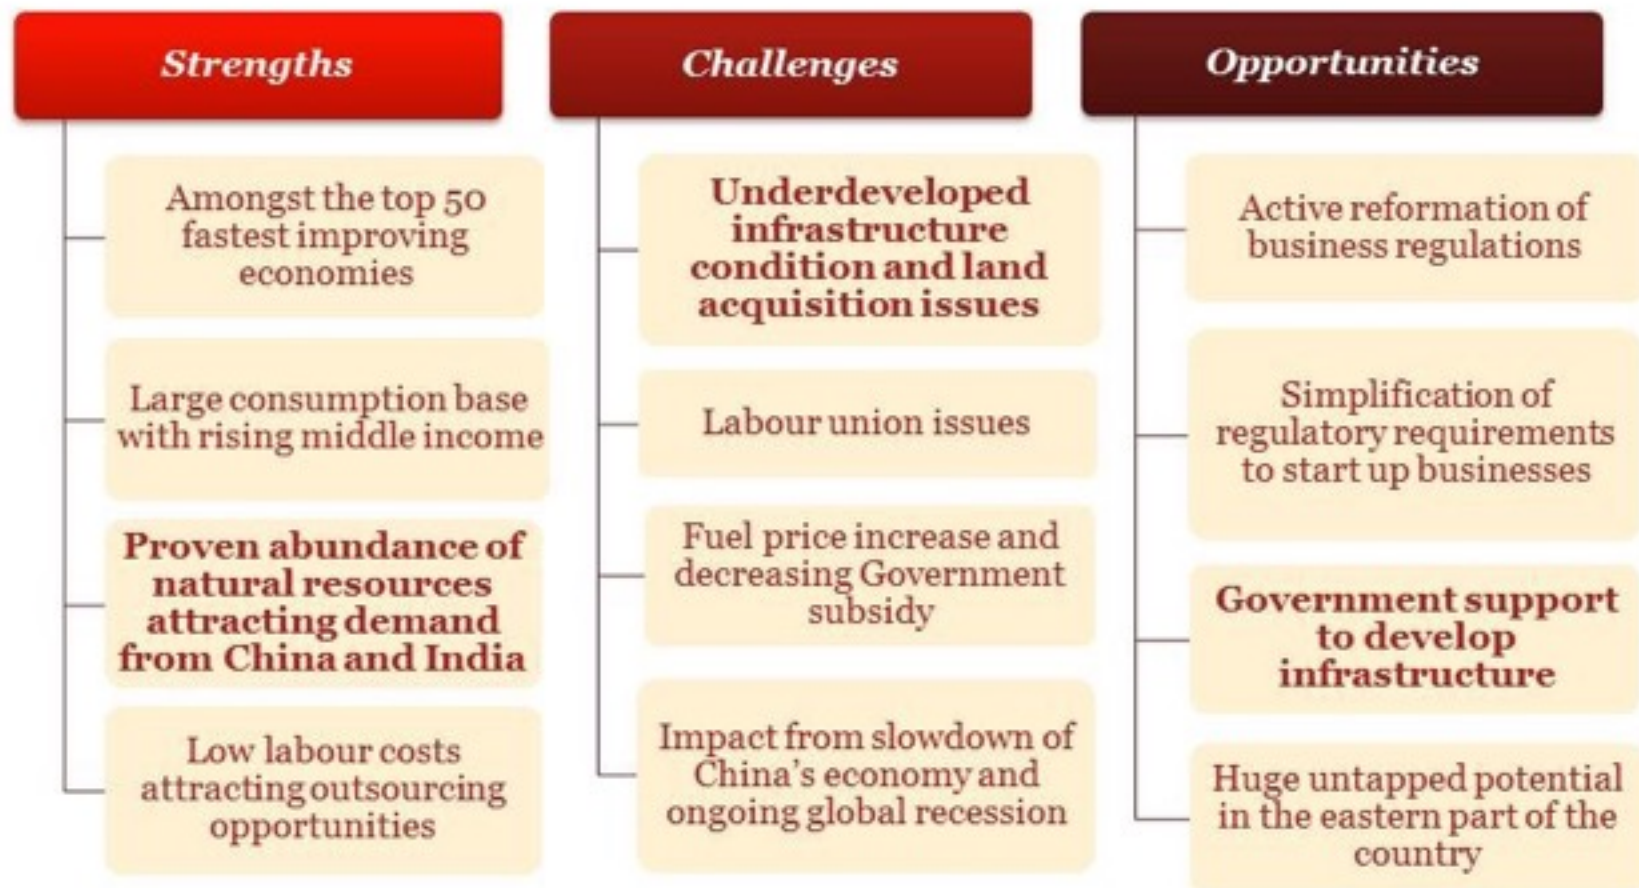 Strengths
Amongst the top 50
fastest improving
economies
Large consumption base
with rising middle income
Proven abundance of
natural resources
attracting demand
from China and India
Low labour costs
attracting outsourcing
opportunities
Challenges
Underdeveloped
infrastructure
condition and land
acquisition issues
Labour union issues
Fuel price increase and
decreasing Government
subsidy
Impact from slowdown of
China's economy and
ongoing global recession
Opportunities
Active reformation of
business regulations
Simplification of
regulatory requirements
to start up businesses
Government support
to develop
infrastructure
Huge untapped potential
in the eastern part of the
country